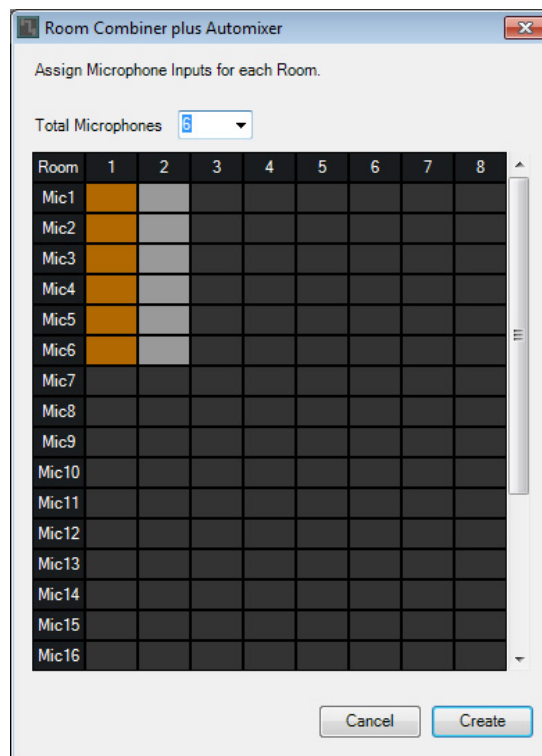 Room Combiner plus Automixer
Assign Microphone Inputs for each Room.
Total Microphones 6
Room 1 2 3 4 5 6 7 8
Mic1
Mic2
Mic3
Mic4
Mic5
Mic6
Mic7
Mic8
Mic9
Mic10
Mic11
Mic12
Mic13
Mic14
Mic15
Mic16
Cancel Create